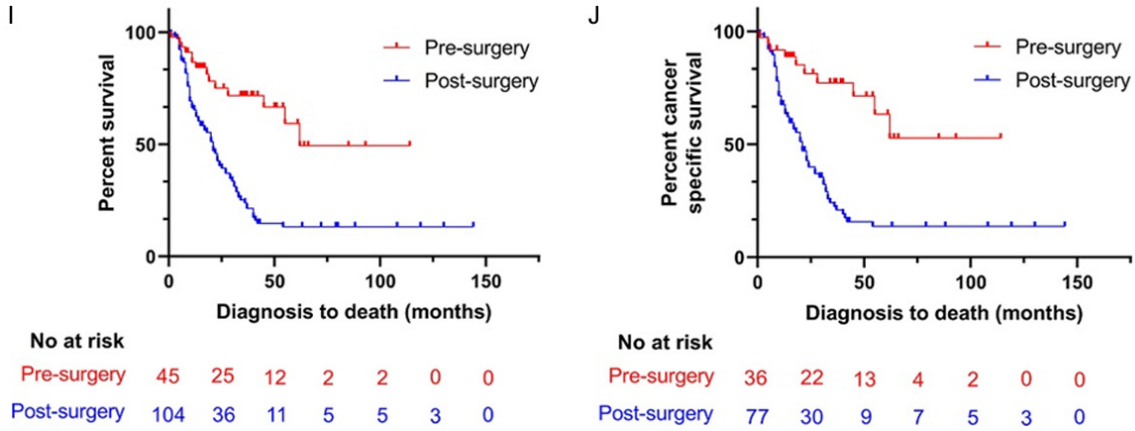 I
100
50
0
Percent survival
Pre-surgery
Post-surgery
0 50 100 150
Diagnosis to death (months)
No at risk
Pre-surgery 45 25 12 2 2 0 0
Post-surgery 104 36 11 5 5 3 0
J
100
50
0
Percent cancer
specific survival
Pre-surgery
Post-surgery
0 50 100 150
Diagnosis to death (months)
No at risk
Pre-surgery 36 22 13 4 2 0 0
Post-surgery 77 30 9 7 5 3 0